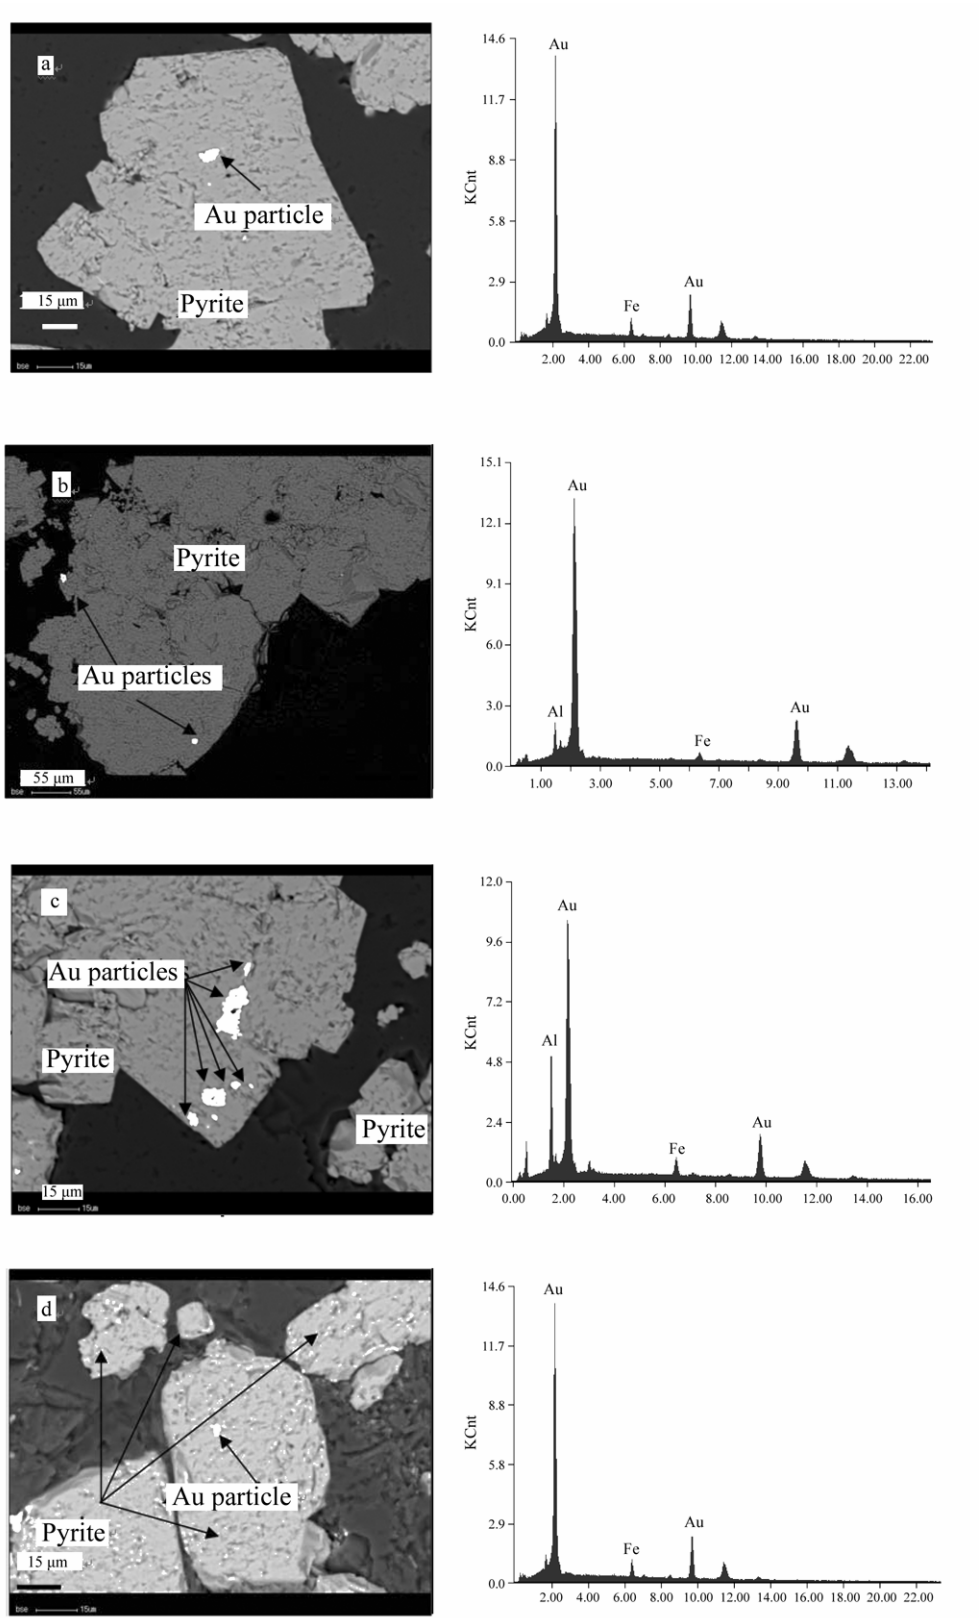 a
Au particle
Pyrite
15 μm
bse 15um
14.6
11.7
8.8
5.8
2.9
0.0
KCnt
Au
Fe
Au
2.00 4.00 6.00 8.00 10.00 12.00 14.00 16.00 18.00 20.00 22.00
b
Pyrite
Au particles
55 μm
bse 55um
15.1
12.1
9.1
6.0
3.0
0.0
KCnt
Au
Al
Fe
Au
1.00 3.00 5.00 7.00 9.00 11.00 13.00
c
Au particles
Pyrite
Pyrite
15 μm
bse 15um
12.0
9.6
7.2
4.8
2.4
0.0
KCnt
Au
Al
Fe
Au
0.00 2.00 4.00 6.00 8.00 10.00 12.00 14.00 16.00
d
Au particle
Pyrite
15 μm
bse 15um
14.6
11.7
8.8
5.8
2.9
0.0
KCnt
Au
Fe
Au
2.00 4.00 6.00 8.00 10.00 12.00 14.00 16.00 18.00 20.00 22.00